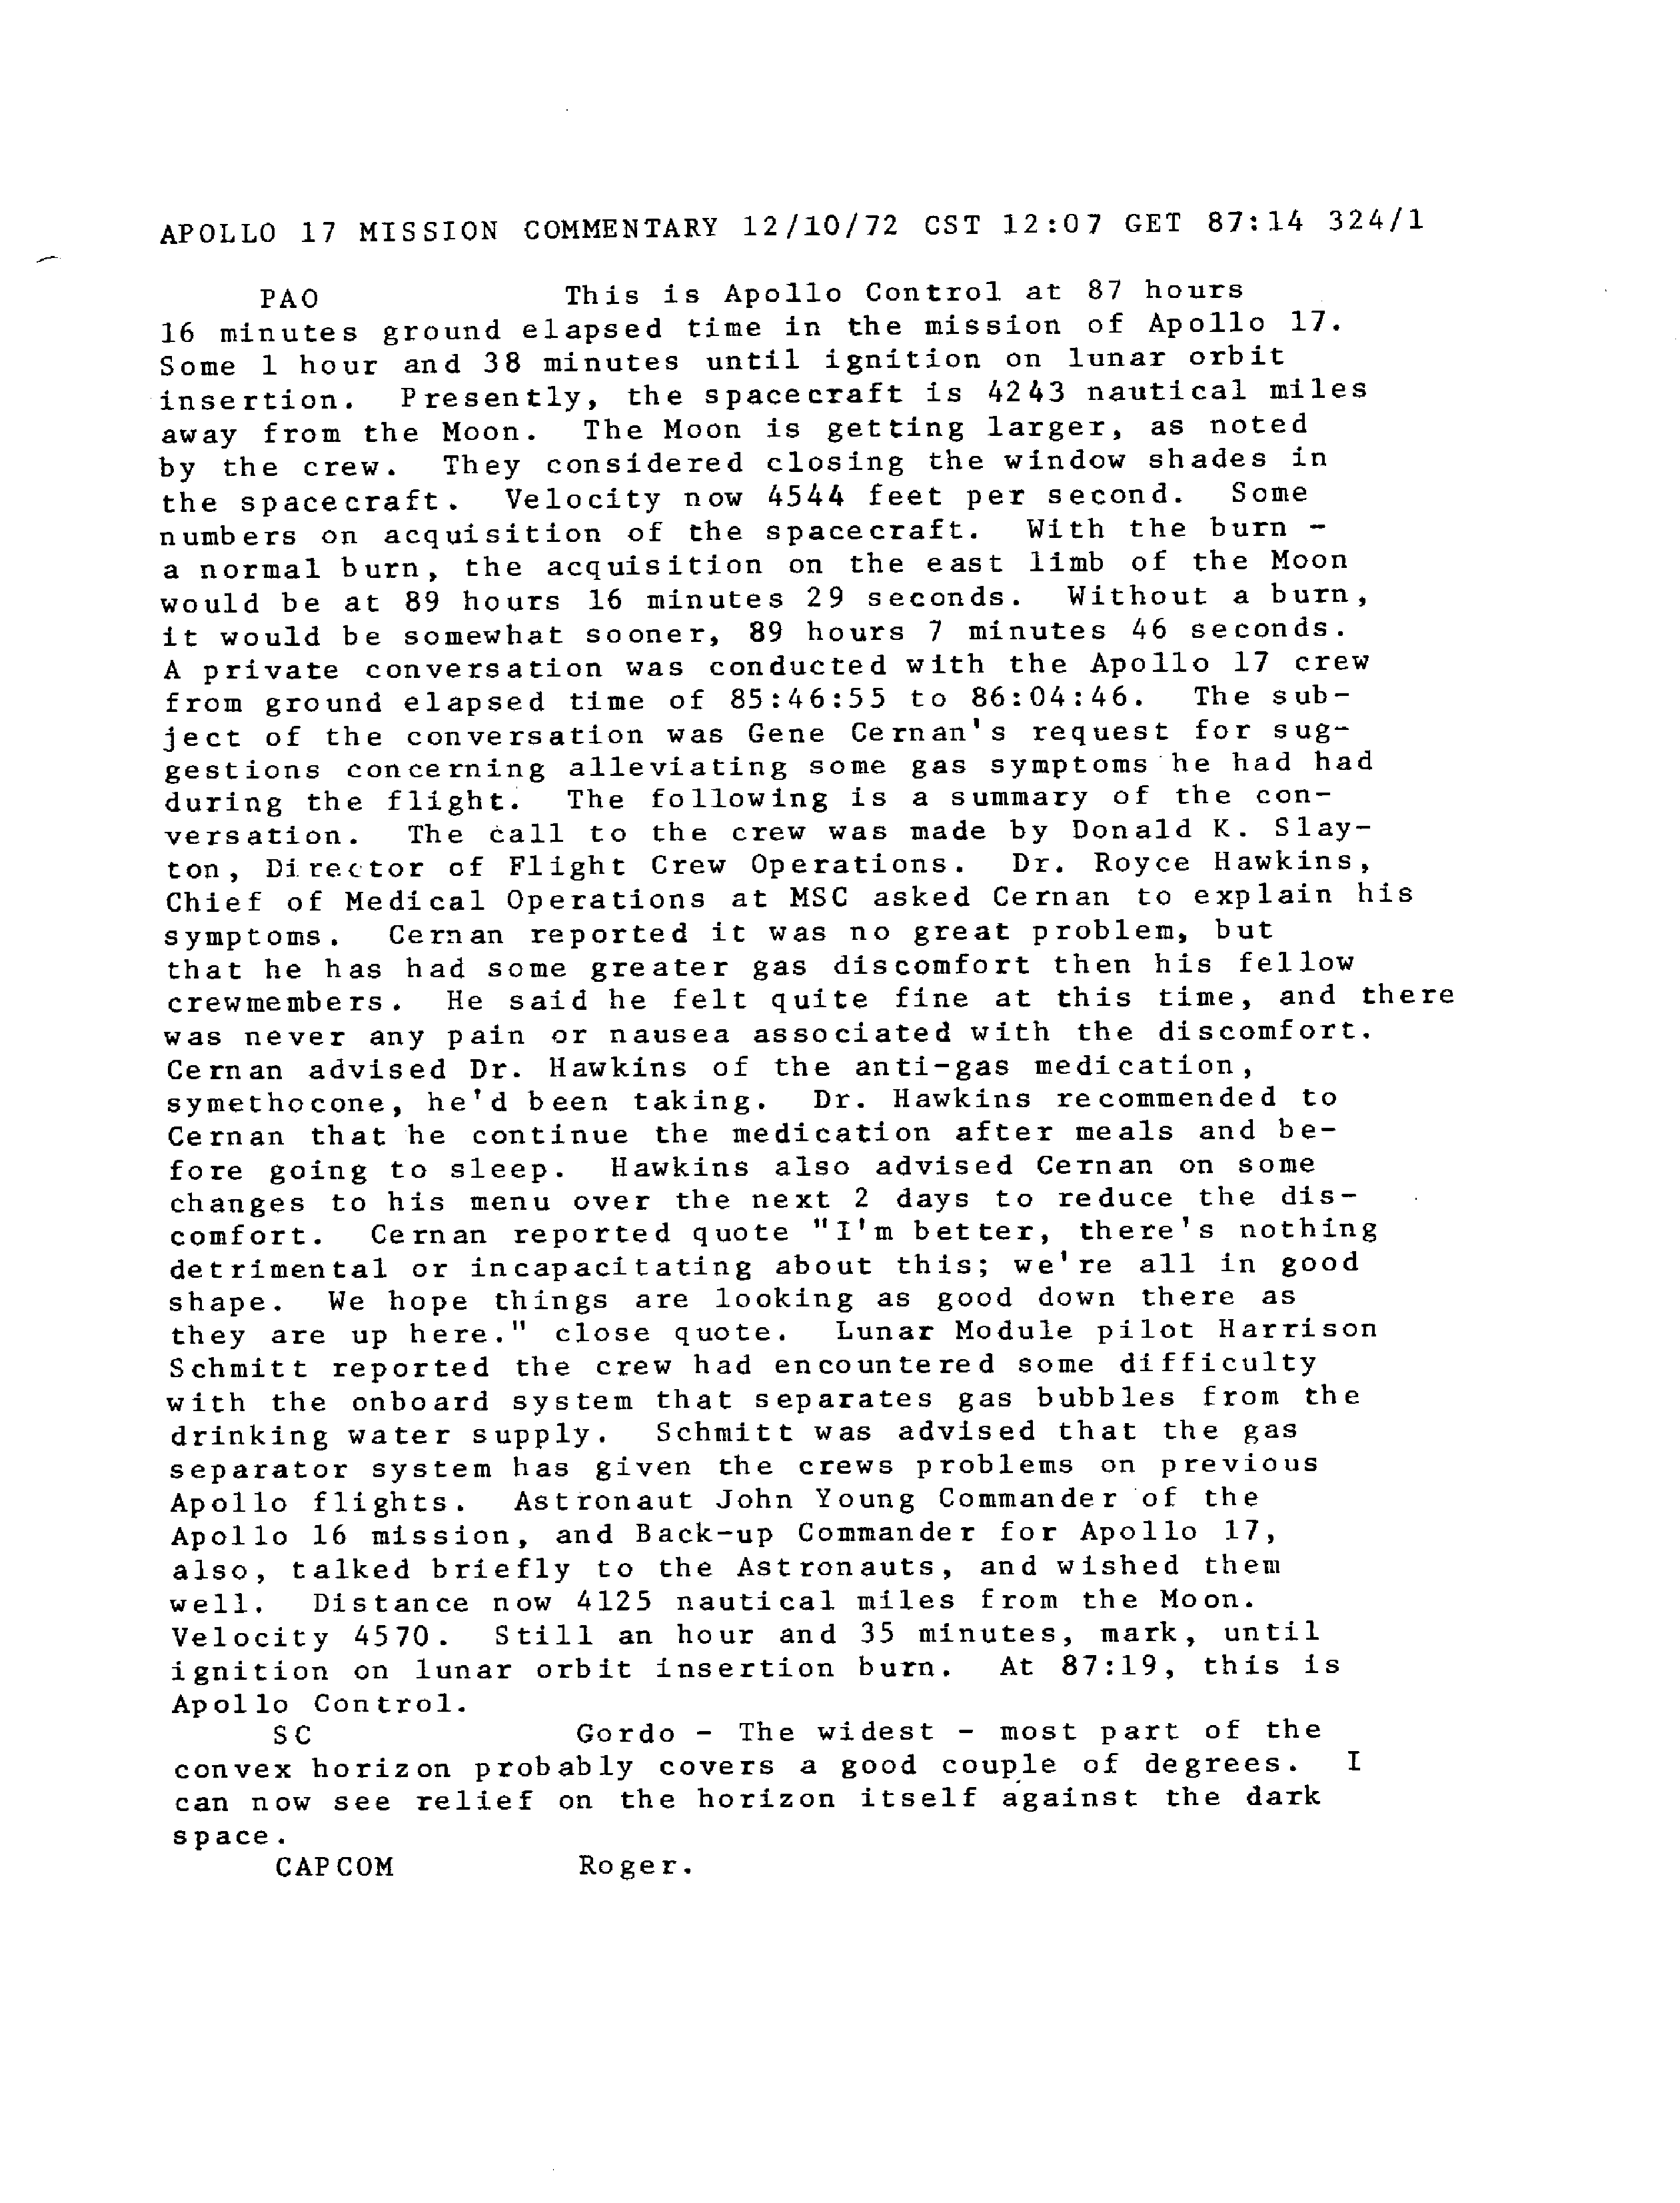 APOLLO 17 MISSION COMMENTARY 12/10/72 CST 12:07 GET 87:14 324/1
PAO This is Apollo Control at 87 hours
16 minutes ground elapsed time in the mission of Apollo 17.
Some 1 hour and 38 minutes until ignition on lunar orbit
insertion. Presently, the spacecraft is 4243 nautical miles
away from the Moon. The Moon is getting larger, as noted
by the crew. They considered closing the window shades in
the spacecraft. Velocity now 4544 feet per second. Some
numbers on acquisition of the spacecraft. With the burn -
a normal burn, the acquisition on the east limb of the Moon
would be at 89 hours 16 minutes 29 seconds. Without a burn,
it would be somewhat sooner, 89 hours 7 minutes 46 seconds.
A private conversation was conducted with the Apollo 17 crew
from ground elapsed time of 85:46:55 to 86:04:46. The sub-
ject of the conversation was Gene Cernan's request for sug-
gestions concerning alleviating some gas symptoms he had had
during the flight. The following is a summary of the con-
versation. The call to the crew was made by Donald K. Slay-
ton, Director of Flight Crew Operations. Dr. Royce Hawkins,
Chief of Medical Operations at MSC asked Cernan to explain his
symptoms. Cernan reported it was no great problem, but
that he has had some greater gas discomfort then his fellow
crewmembers. He said he felt quite fine at this time, and there
was never any pain or nausea associated with the discomfort.
Cernan advised Dr. Hawkins of the anti-gas medication,
symethocone, he'd been taking. Dr. Hawkins recommended to
Cernan that he continue the medication after meals and be-
fore going to sleep. Hawkins also advised Cernan on some
changes to his menu over the next 2 days to reduce the dis-
comfort. Cernan reported quote "I'm better, there's nothing
detrimental or incapacitating about this; we're all in good
shape. We hope things are looking as good down there as
they are up here." close quote. Lunar Module pilot Harrison
Schmitt reported the crew had encountered some difficulty
with the onboard system that separates gas bubbles from the
drinking water supply. Schmitt was advised that the gas
separator system has given the crews problems on previous
Apollo flights. Astronaut John Young Commander of the
Apollo 16 mission, and Back-up Commander for Apollo 17,
also, talked briefly to the Astronauts, and wished them
well. Distance now 4125 nautical miles from the Moon.
Velocity 4570. Still an hour and 35 minutes, mark, until
ignition on lunar orbit insertion burn. At 87:19, this is
Apollo Control.
SC Gordo - The widest - most part of the
convex horizon probably covers a good couple of degrees. I
can now see relief on the horizon itself against the dark
space.
CAPCOM Roger.